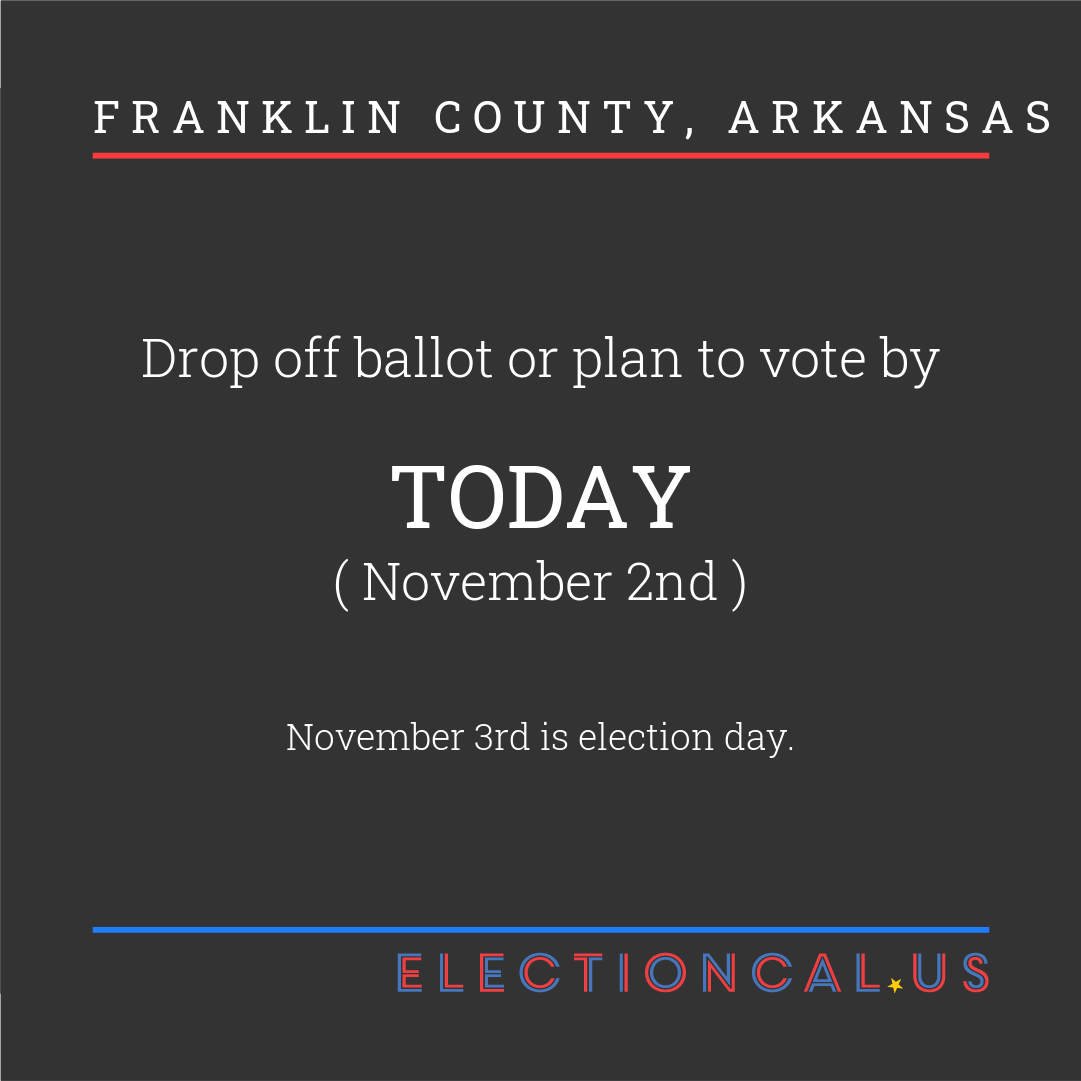 FRANKLIN COUNTY, ARKANSAS
Drop off ballot or plan to vote by
TODAY
( November 2nd )
November 3rd is election day.
ELECTIONCAL.US